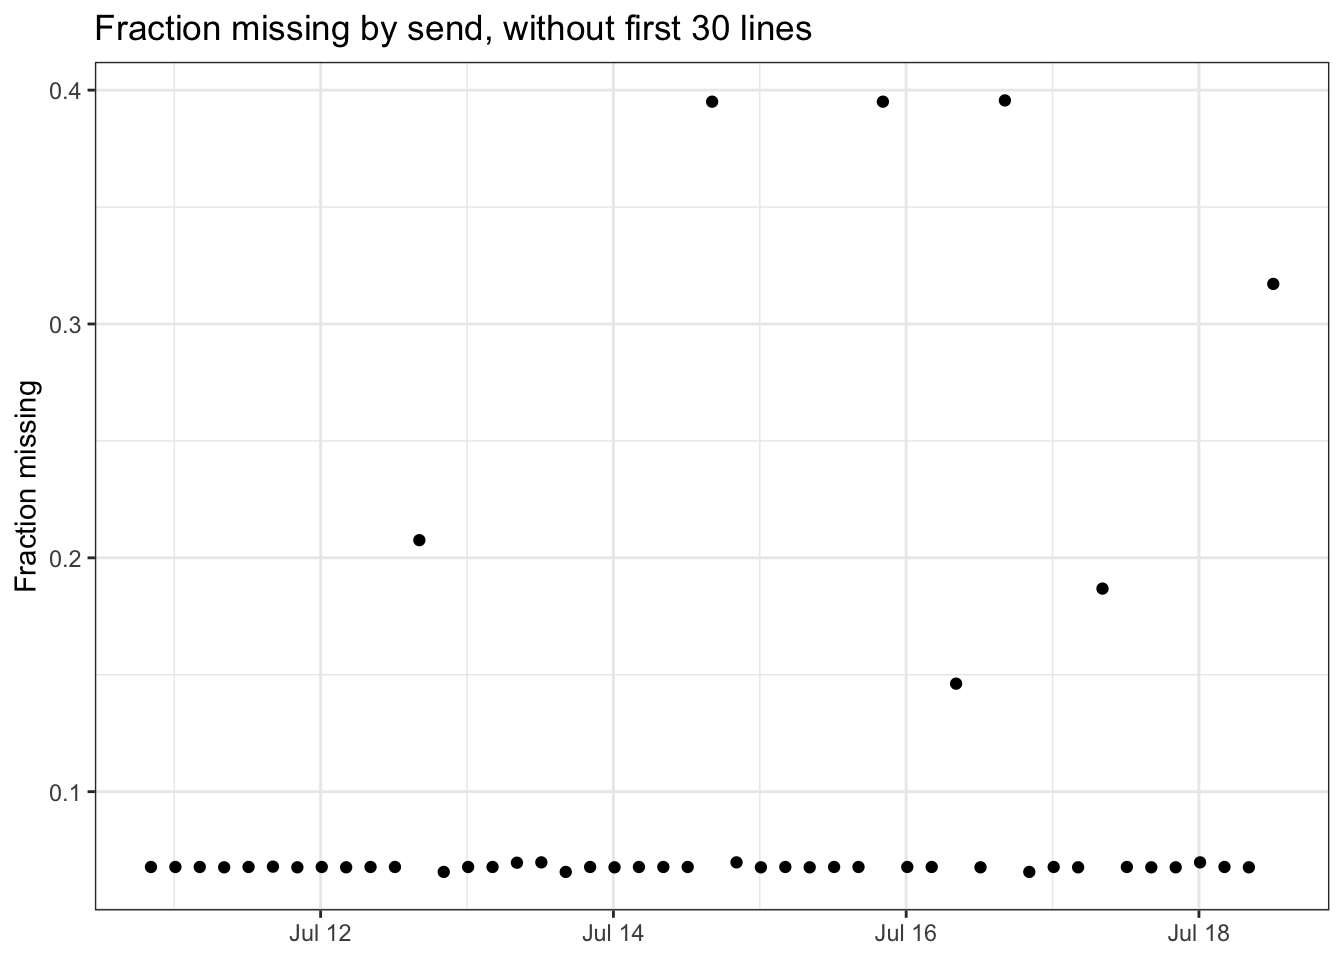 Fraction missing by send, without first 30 lines
0.4
0.3
0.2
0.1
Fraction missing
Jul 12
Jul 14
Jul 16
Jul 18